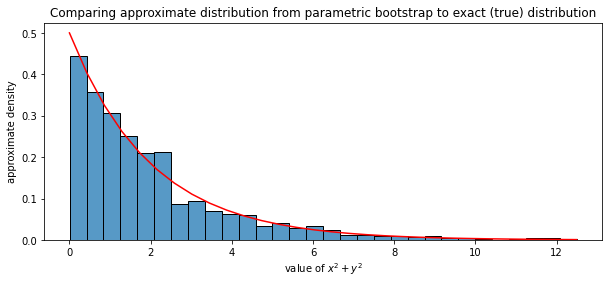 Comparing approximate distribution from parametric bootstrap to exact (true) distribution
0.5
0.4
0.3
0.2
0.1
0.0
approximate density
0 2 4 6 8 10 12
value of x² + y²